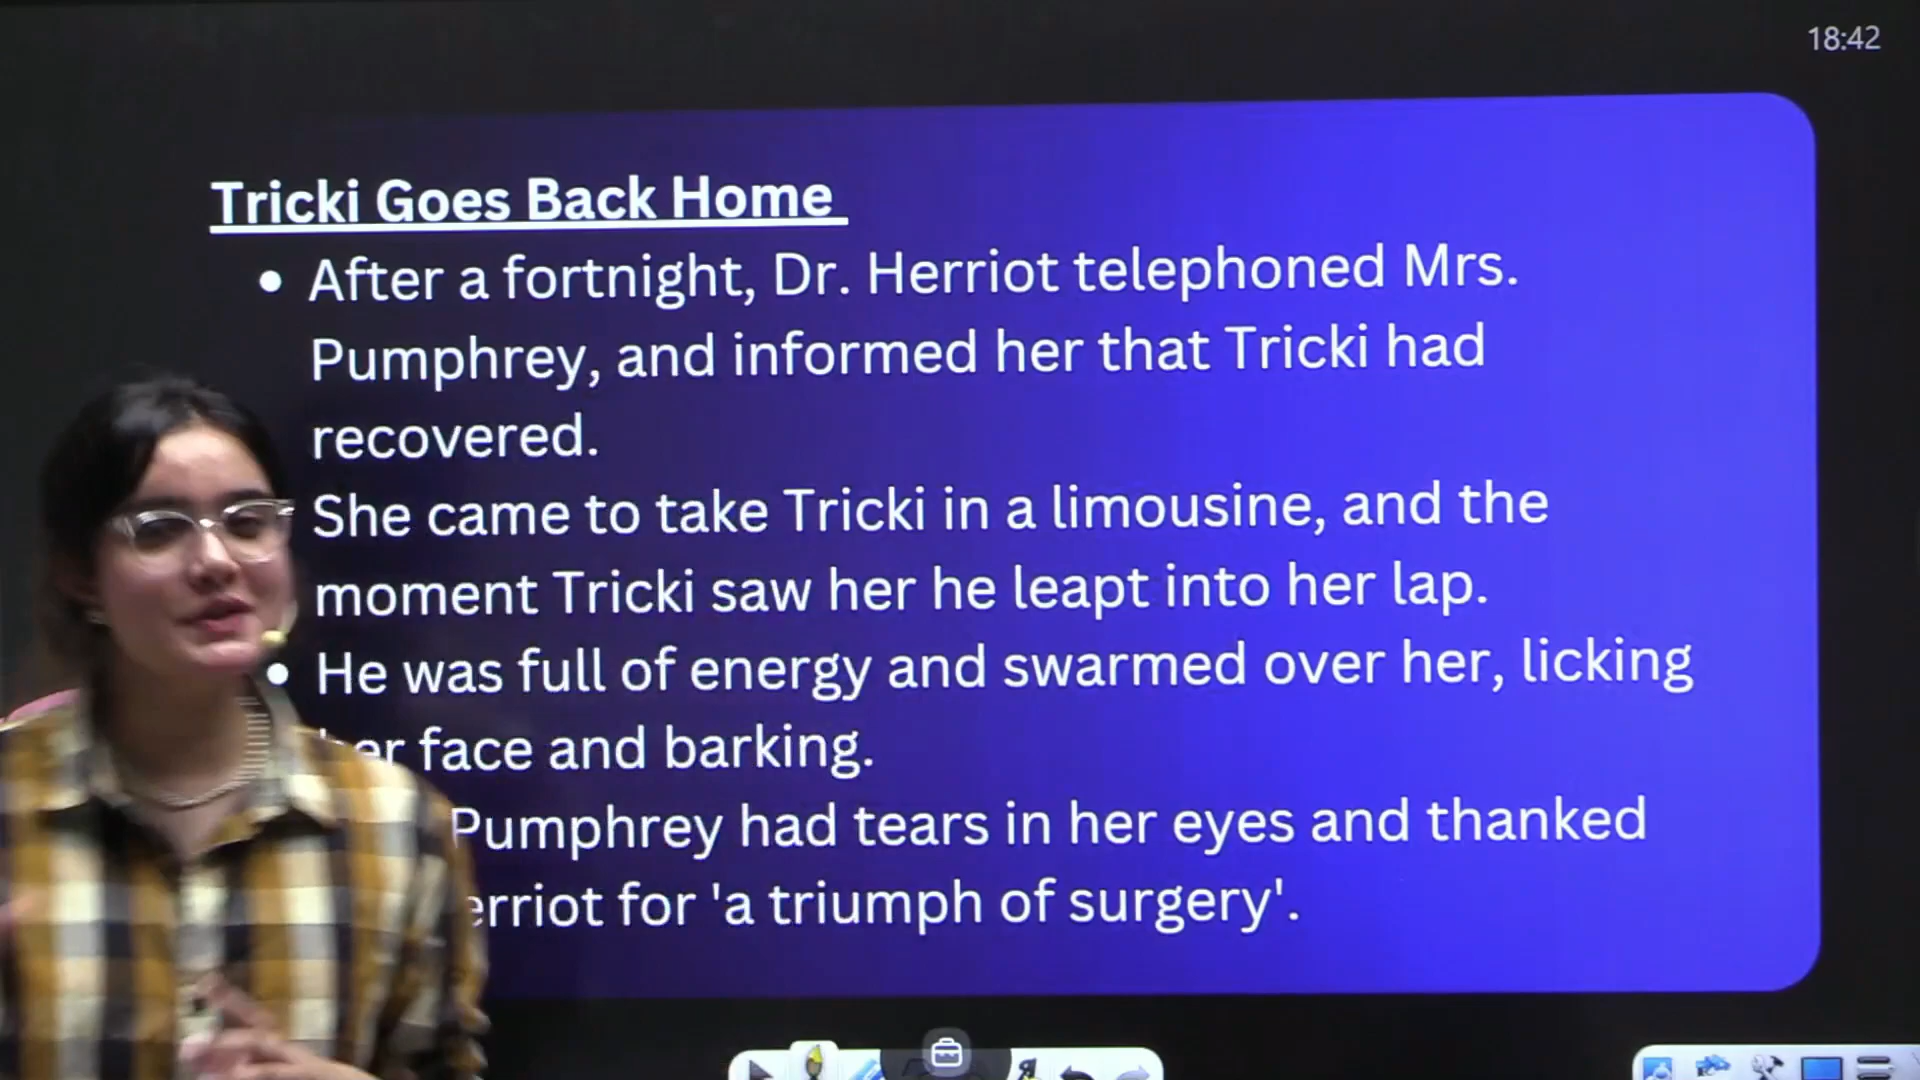 18:42
Tricki Goes Back Home
• After a fortnight, Dr. Herriot telephoned Mrs.
Pumphrey, and informed her that Tricki had
recovered.
She came to take Tricki in a limousine, and the
moment Tricki saw her he leapt into her lap.
• He was full of energy and swarmed over her, licking
her face and barking.
Pumphrey had tears in her eyes and thanked
erriot for 'a triumph of surgery'.